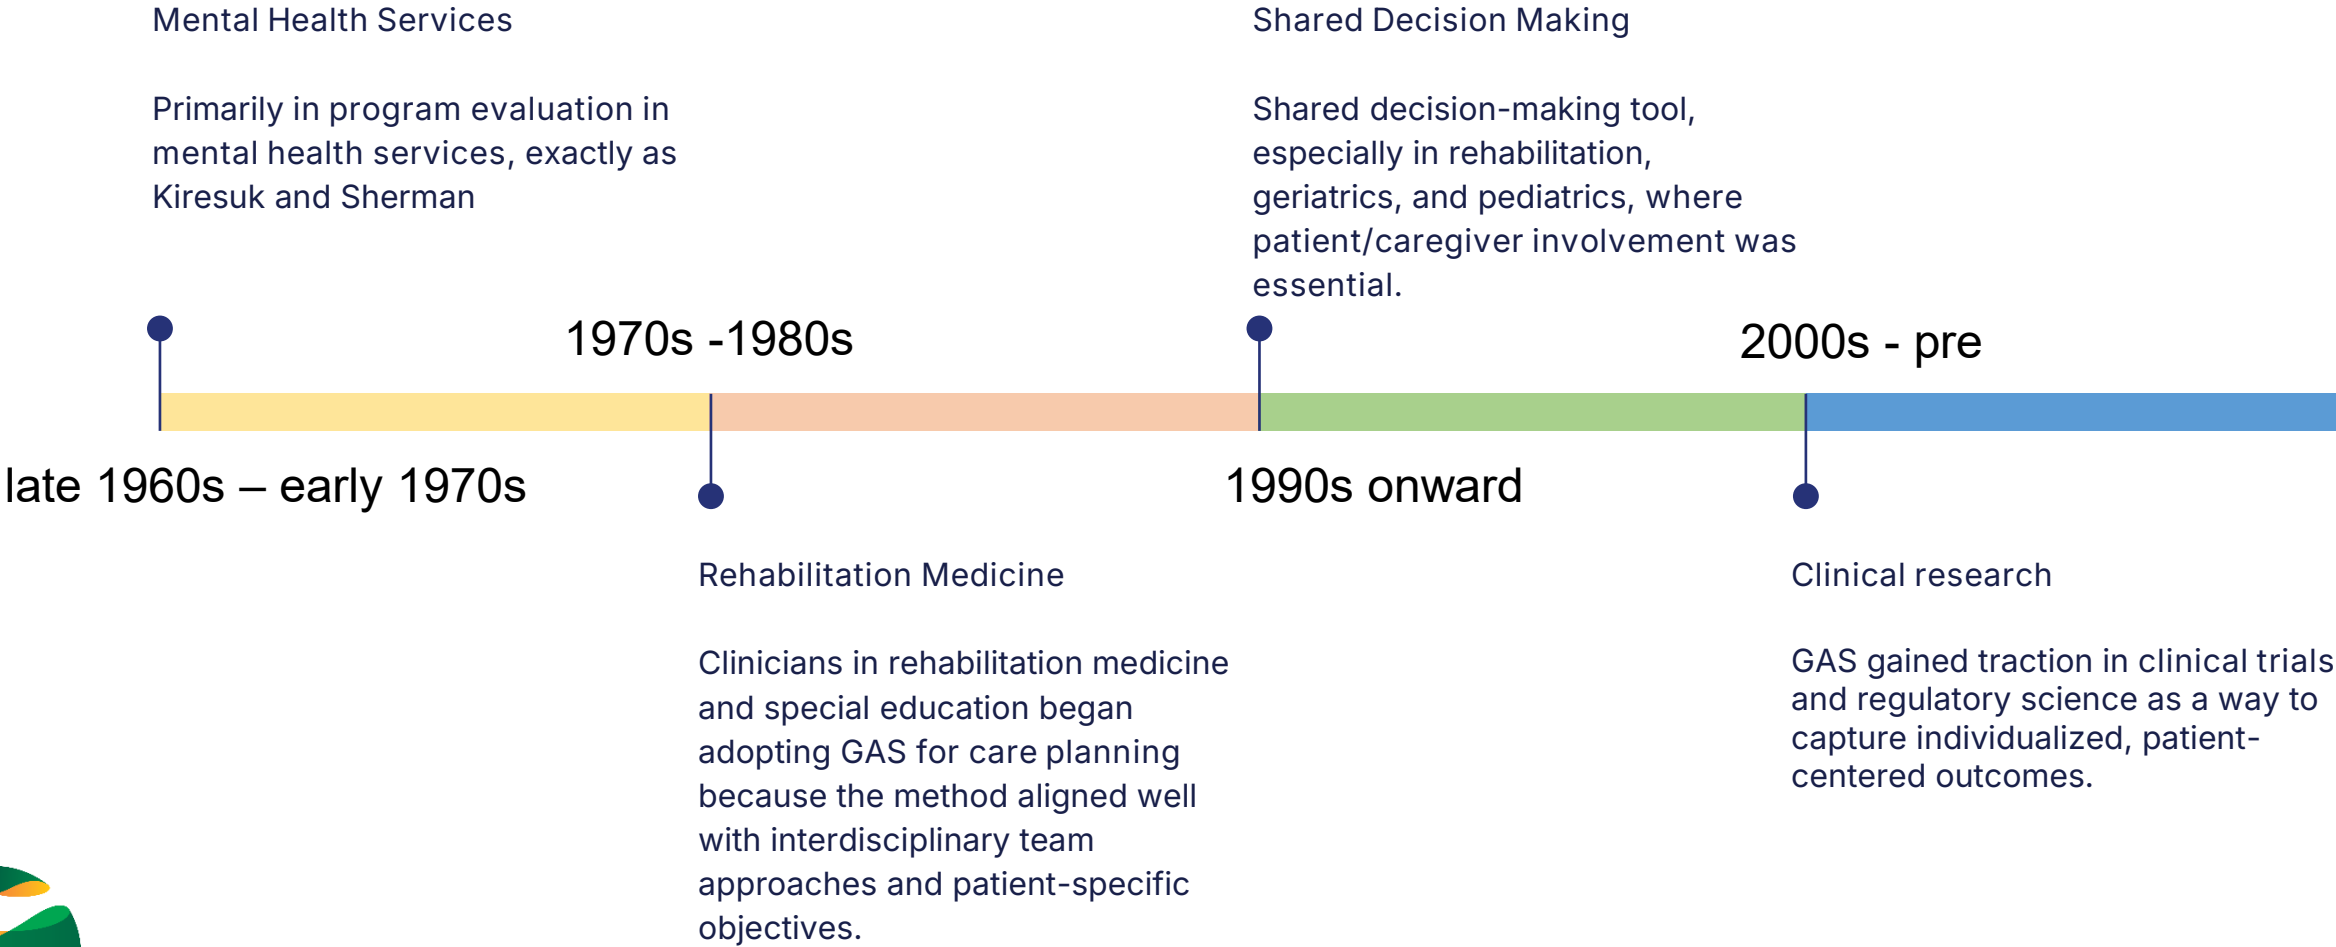 Mental Health Services
Primarily in program evaluation in
mental health services, exactly as
Kiresuk and Sherman
late 1960s – early 1970s
1970s -1980s
Rehabilitation Medicine
Clinicians in rehabilitation medicine
and special education began
adopting GAS for care planning
because the method aligned well
with interdisciplinary team
approaches and patient-specific
objectives.
Shared Decision Making
Shared decision-making tool,
especially in rehabilitation,
geriatrics, and pediatrics, where
patient/caregiver involvement was
essential.
1990s onward
2000s - pre
Clinical research
GAS gained traction in clinical trials
and regulatory science as a way to
capture individualized, patient-
centered outcomes.